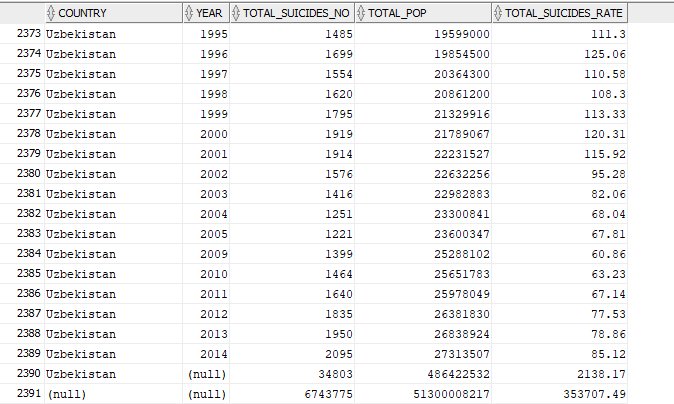 COUNTRY YEAR TOTAL_SUICIDES_NO TOTAL_POP TOTAL_SUICIDES_RATE
2373 Uzbekistan 1995 1485 19599000 111.3
2374 Uzbekistan 1996 1699 19854500 125.06
2375 Uzbekistan 1997 1554 20364300 110.58
2376 Uzbekistan 1998 1620 20861200 108.3
2377 Uzbekistan 1999 1795 21329916 113.33
2378 Uzbekistan 2000 1919 21789067 120.31
2379 Uzbekistan 2001 1914 22231527 115.92
2380 Uzbekistan 2002 1576 22632256 95.28
2381 Uzbekistan 2003 1416 22982883 82.06
2382 Uzbekistan 2004 1251 23300841 68.04
2383 Uzbekistan 2005 1221 23600347 67.81
2384 Uzbekistan 2009 1399 25288102 60.86
2385 Uzbekistan 2010 1464 25651783 63.23
2386 Uzbekistan 2011 1640 25978049 67.14
2387 Uzbekistan 2012 1835 26381830 77.53
2388 Uzbekistan 2013 1950 26838924 78.86
2389 Uzbekistan 2014 2095 27313507 85.12
2390 Uzbekistan (null) 34803 486422532 2138.17
2391 (null) (null) 6743775 51300008217 353707.49